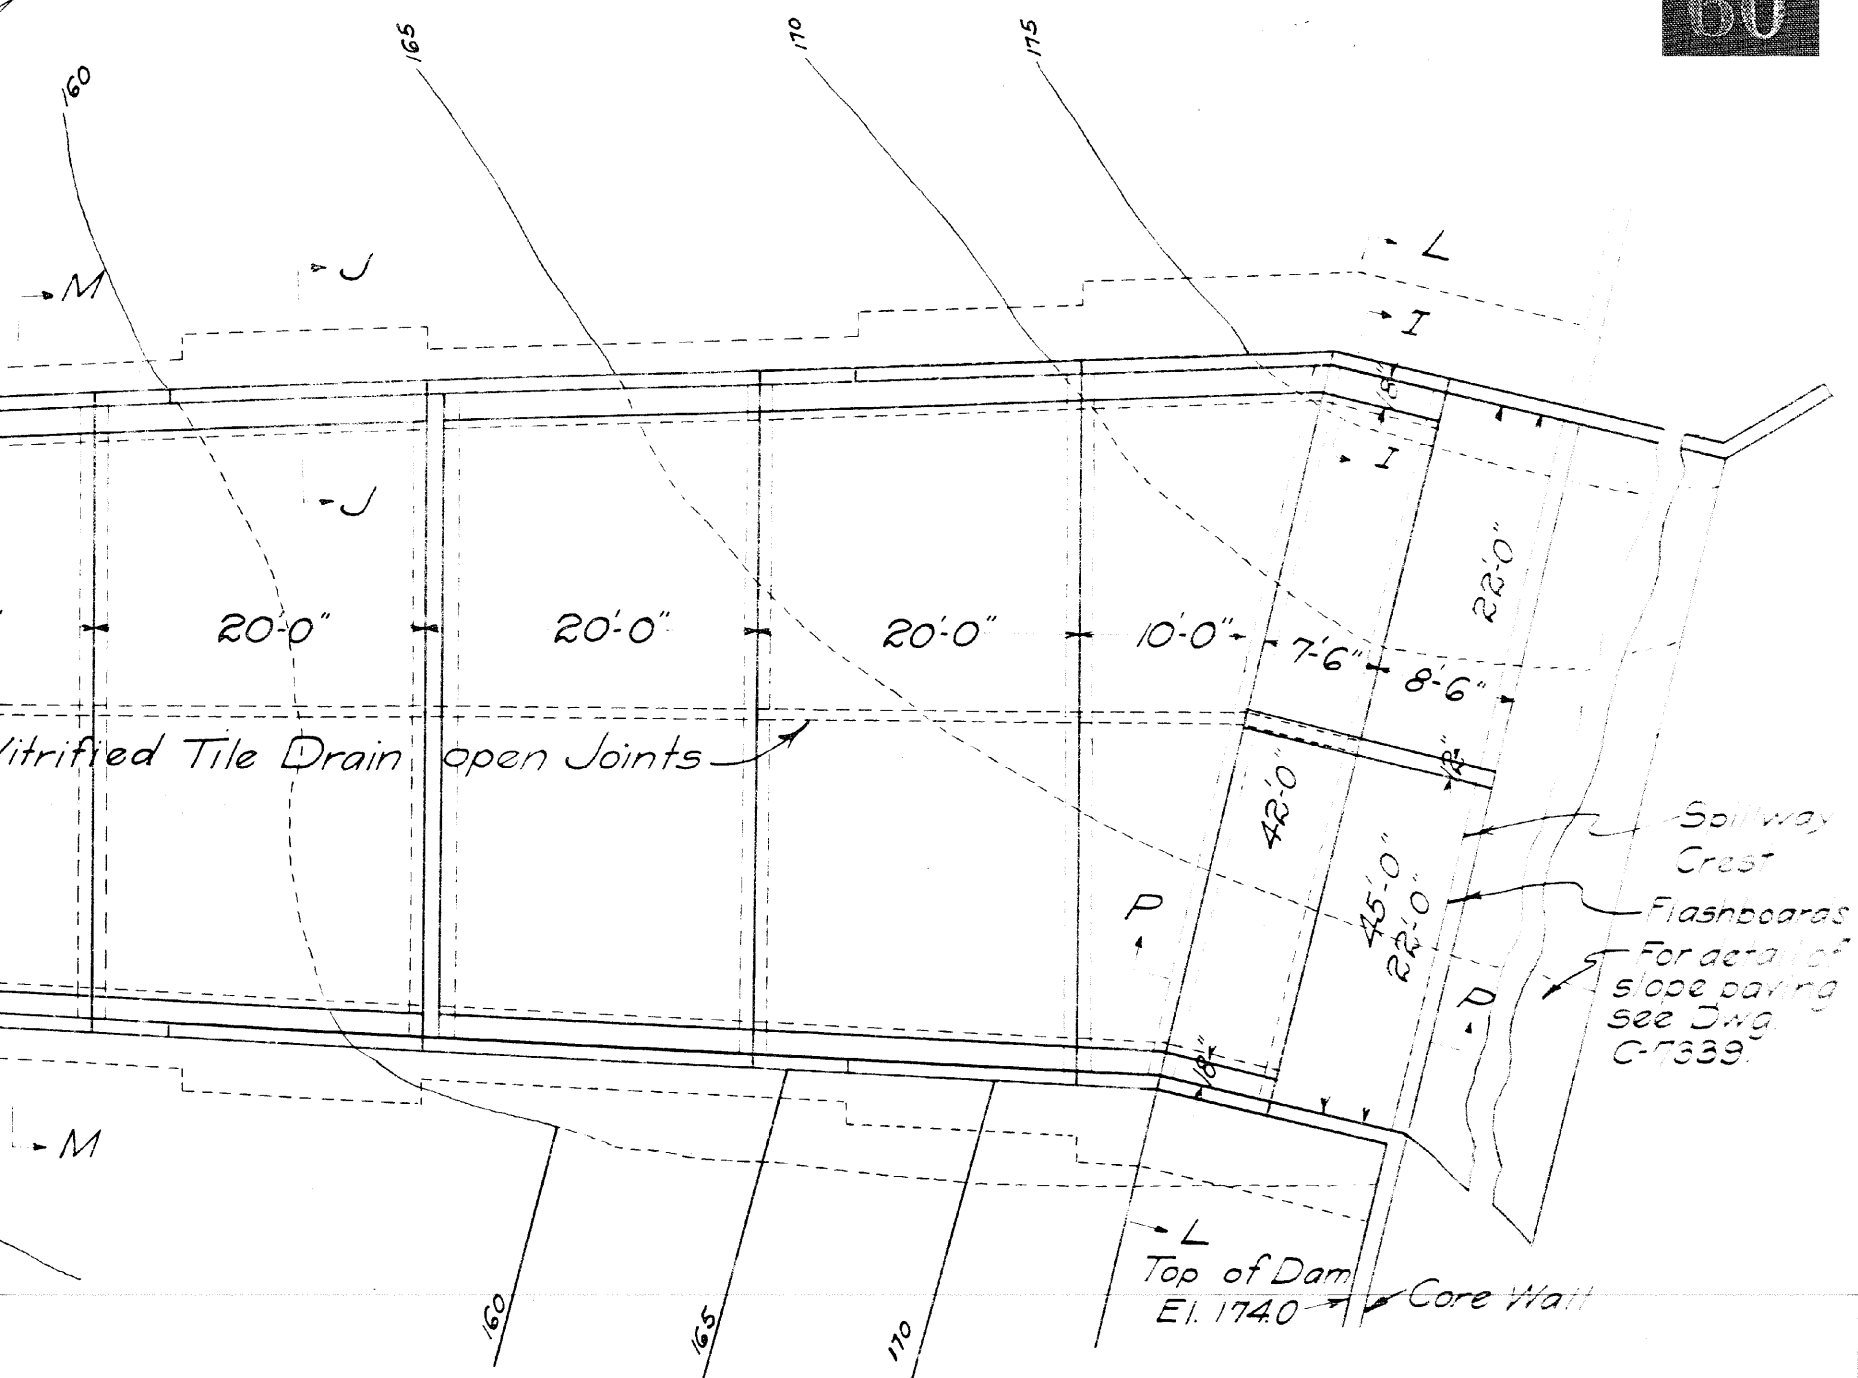 60
160
165
170
175
M
J
L
I
18"
I
J
22'-0"
20'-0"
20'-0"
20'-0"
10'-0"
7'-6"
8'-6"
Vitrified Tile Drain open Joints
12"
42'-0"
45'-0"
22'-0"
Spillway
Crest
Flashboards
For detail of
slope paving
see Dwg.
C-7339.
P
P
18"
M
L
Top of Dam
El. 174.0
Core Wall
160
165
170